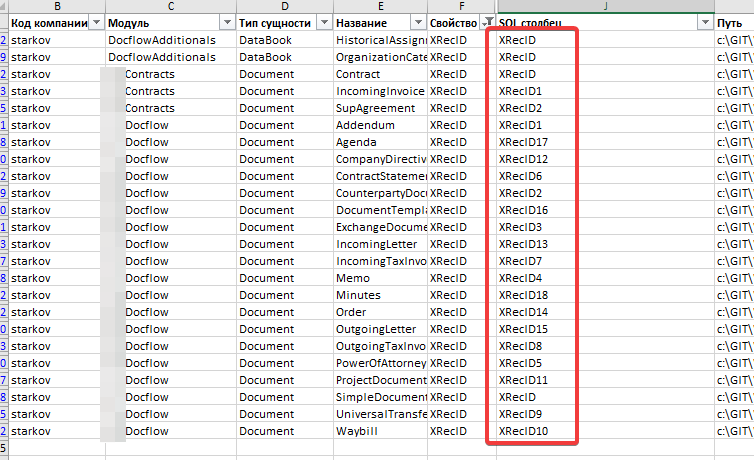 B C D E F J
Код компании Модуль Тип сущности Название Свойство SQL столбец Путь
2 starkov DocflowAdditionals DataBook HistoricalAssign XRecID XRecID c:\GIT\
9 starkov DocflowAdditionals DataBook OrganizationCate XRecID XRecID c:\GIT\
2 starkov Contracts Document Contract XRecID XRecID c:\GIT\
3 starkov Contracts Document IncomingInvoice XRecID XRecID1 c:\GIT\
5 starkov Contracts Document SupAgreement XRecID XRecID2 c:\GIT\
1 starkov Docflow Document Addendum XRecID XRecID1 c:\GIT\
8 starkov Docflow Document Agenda XRecID XRecID17 c:\GIT\
0 starkov Docflow Document CompanyDirectiv XRecID XRecID12 c:\GIT\
2 starkov Docflow Document ContractStatemen XRecID XRecID6 c:\GIT\
9 starkov Docflow Document CounterpartyDocu XRecID XRecID2 c:\GIT\
0 starkov Docflow Document DocumentTempla XRecID XRecID16 c:\GIT\
1 starkov Docflow Document ExchangeDocume XRecID XRecID3 c:\GIT\
3 starkov Docflow Document IncomingLetter XRecID XRecID13 c:\GIT\
7 starkov Docflow Document IncomingTaxInvo XRecID XRecID7 c:\GIT\
8 starkov Docflow Document Memo XRecID XRecID4 c:\GIT\
2 starkov Docflow Document Minutes XRecID XRecID18 c:\GIT\
2 starkov Docflow Document Order XRecID XRecID14 c:\GIT\
0 starkov Docflow Document OutgoingLetter XRecID XRecID15 c:\GIT\
3 starkov Docflow Document OutgoingTaxInvo XRecID XRecID8 c:\GIT\
0 starkov Docflow Document PowerOfAttorney XRecID XRecID5 c:\GIT\
7 starkov Docflow Document ProjectDocument XRecID XRecID11 c:\GIT\
8 starkov Docflow Document SimpleDocument XRecID XRecID c:\GIT\
5 starkov Docflow Document UniversalTransfe XRecID XRecID9 c:\GIT\
2 starkov Docflow Document Waybill XRecID XRecID10 c:\GIT\
5